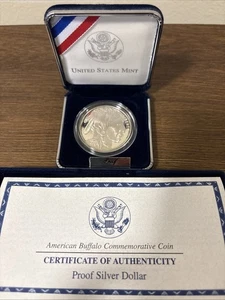 UNITED STATES MINT
American Buffalo Commemorative Coin
CERTIFICATE OF AUTHENTICITY
Proof Silver Dollar